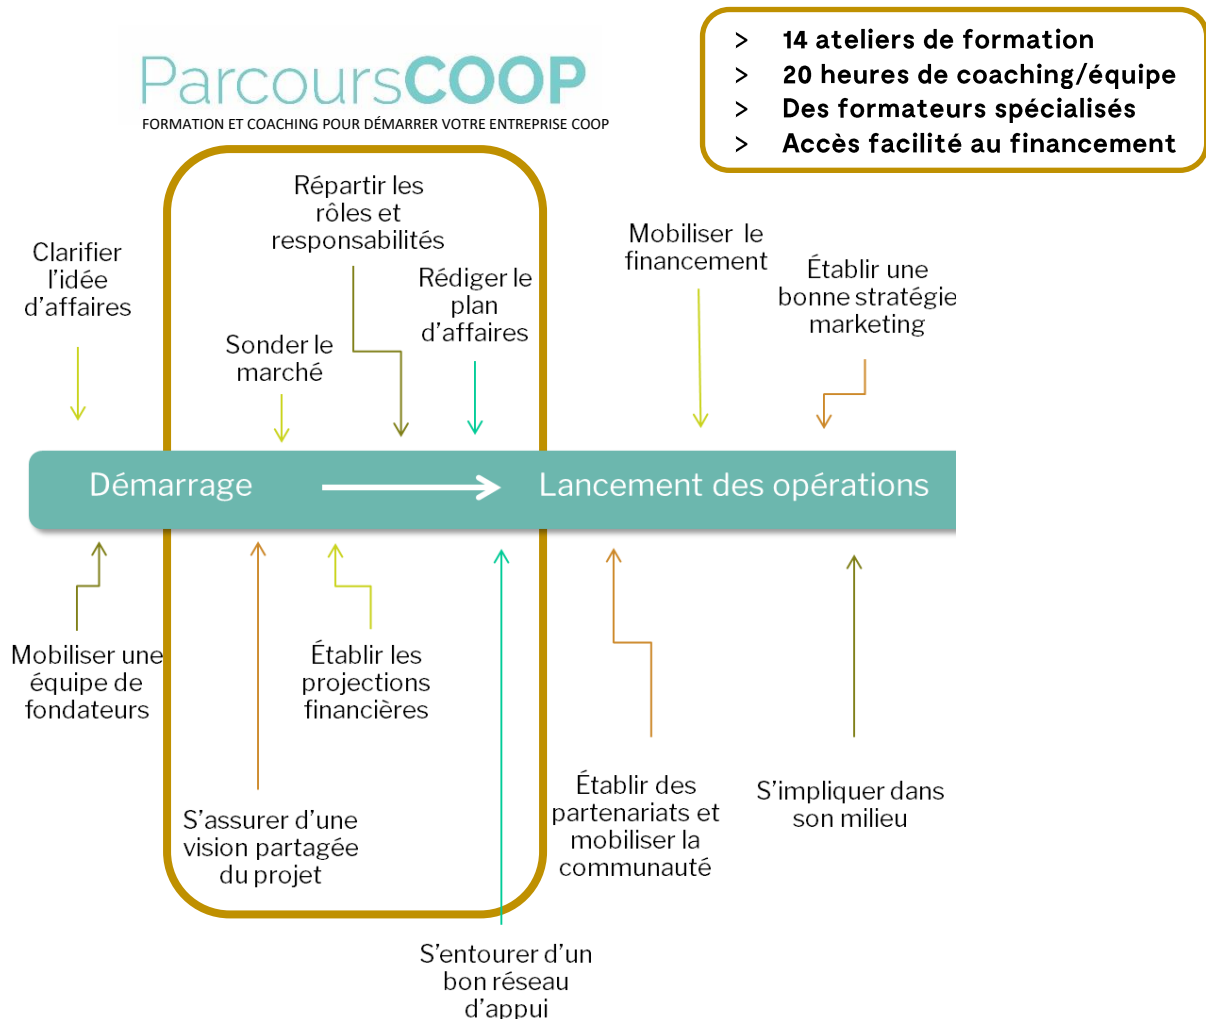 ParcoursCOOP
FORMATION ET COACHING POUR DÉMARRER VOTRE ENTREPRISE COOP
> 14 ateliers de formation
> 20 heures de coaching/équipe
> Des formateurs spécialisés
> Accès facilité au financement
Clarifier
l'idée
d'affaires
Sonder le
marché
Répartir les
rôles et
responsabilités
Rédiger le
plan
d'affaires
Mobiliser le
financement
Établir une
bonne stratégie
marketing
Démarrage
Lancement des opérations
Mobiliser une
équipe de
fondateurs
S'assurer d'une
vision partagée
du projet
Établir les
projections
financières
S'entourer d'un
bon réseau
d'appui
Établir des
partenariats et
mobiliser la
communauté
S'impliquer dans
son milieu